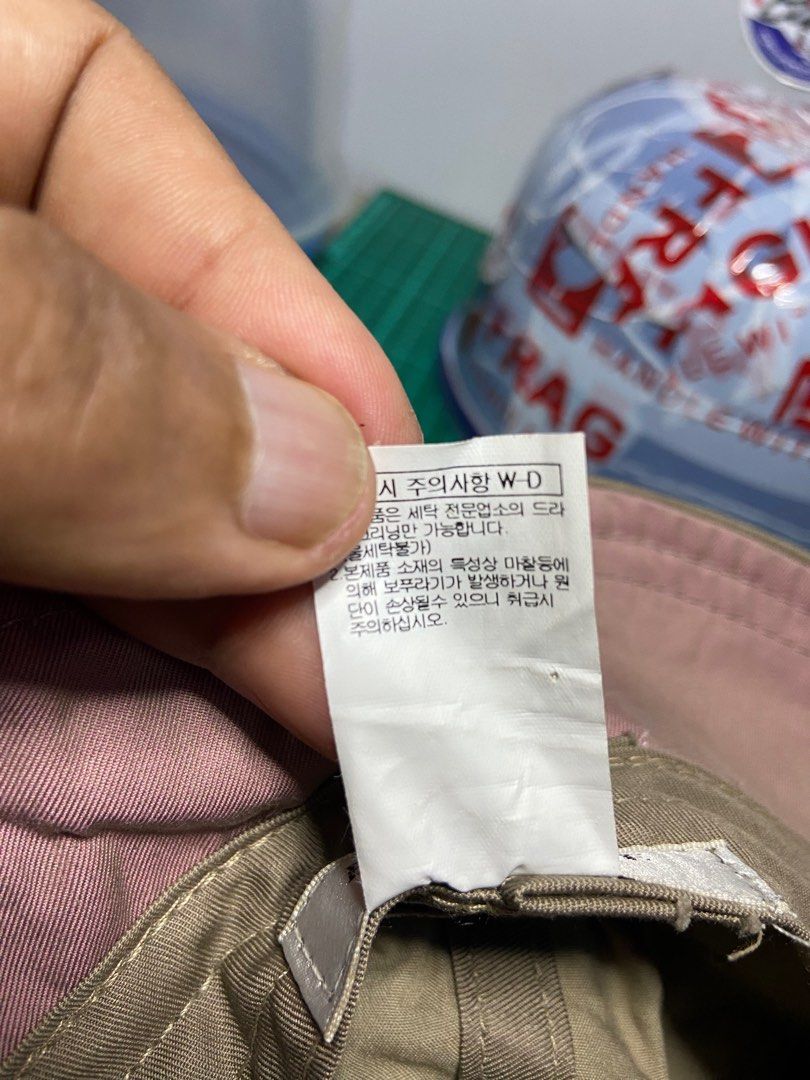 시 주의사항 W-D
품은 세탁 전문업소의 드라
리닝만 가능합니다.
물세탁불가)
2.본제품 소재의 특성상 마찰등에
의해 보푸라기가 발생하거나 원
단이 손상될수 있으니 취급시
주의하십시오.
FRAG